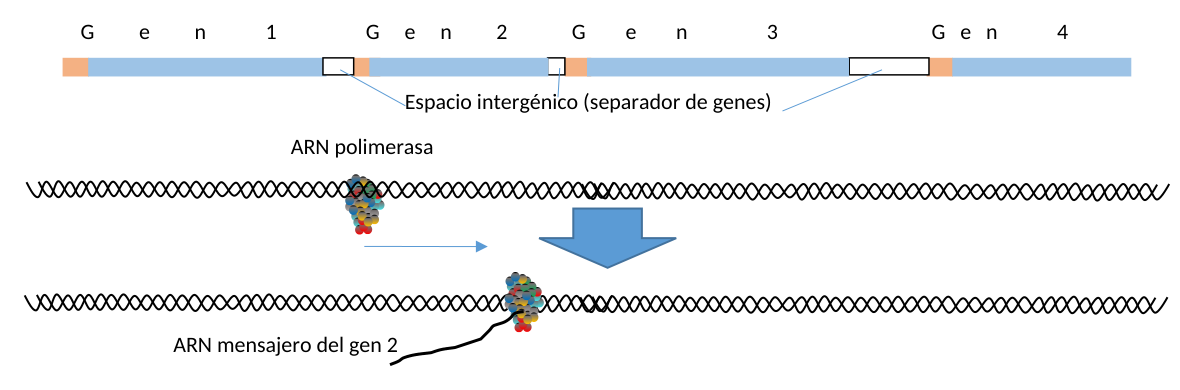 G e n 1 G e n 2 G e n 3 G e n 4
Espacio intergénico (separador de genes)
ARN polimerasa
ARN mensajero del gen 2